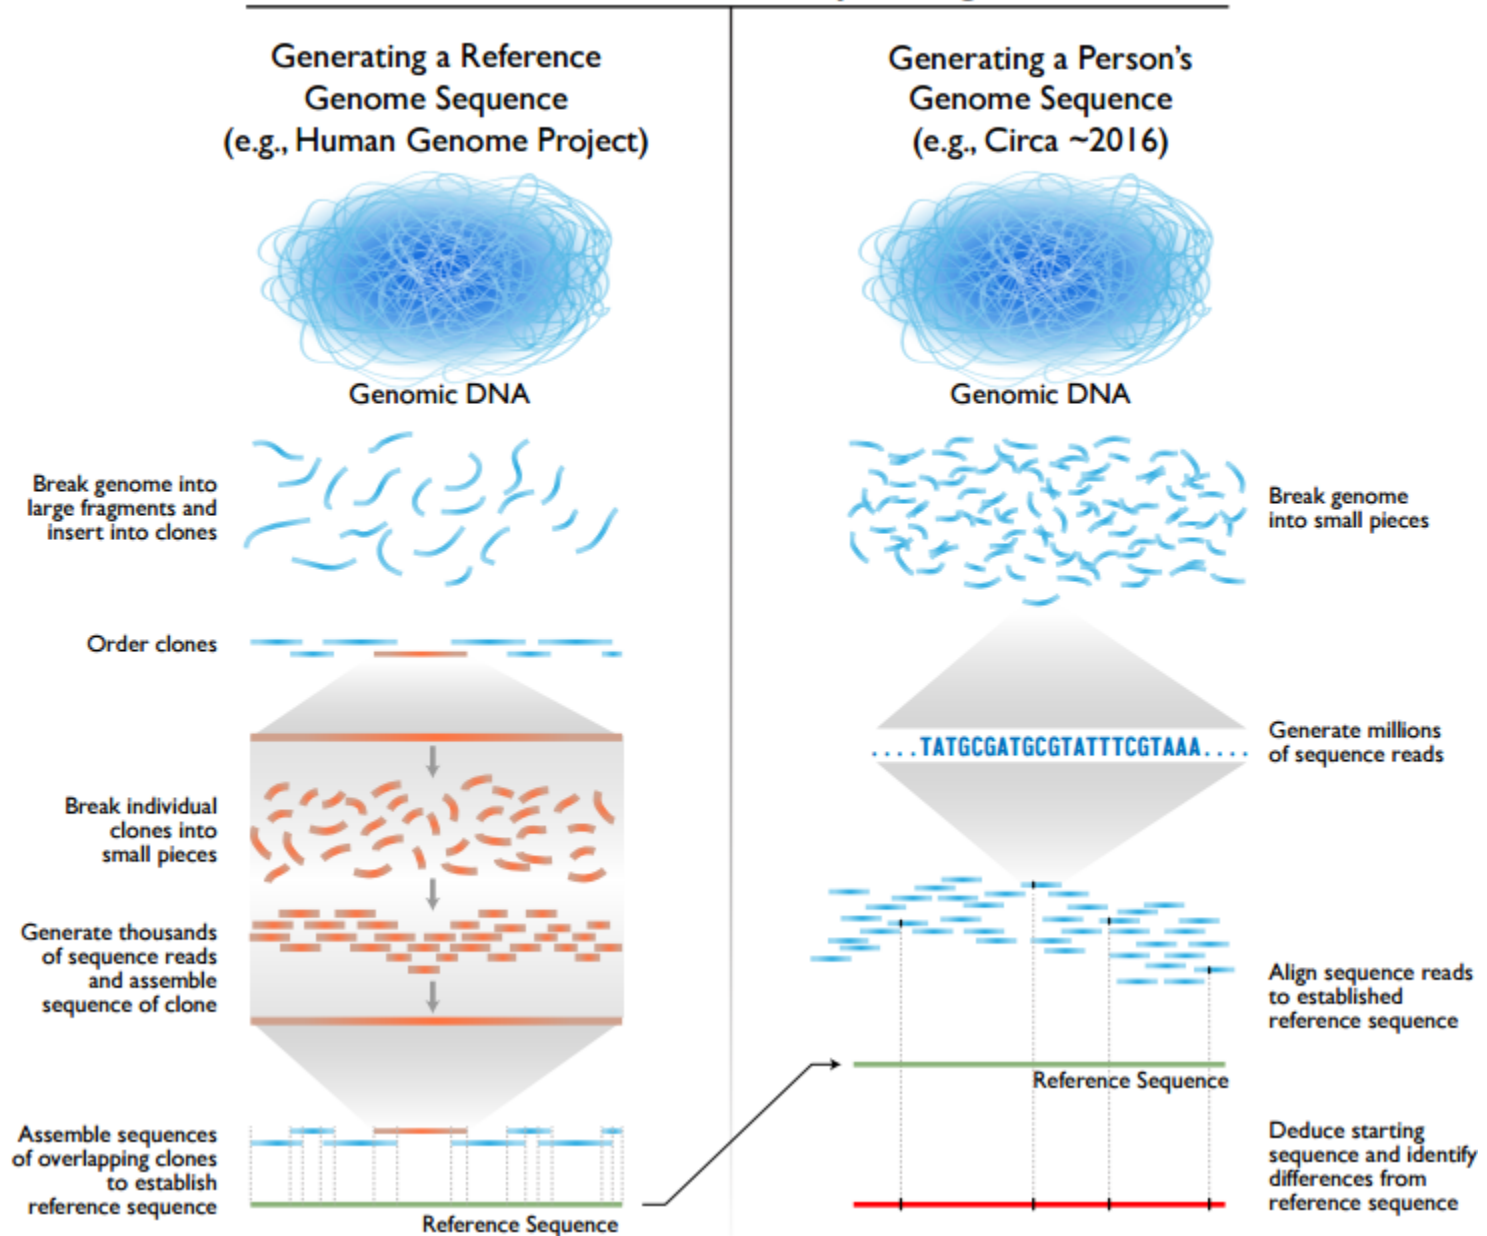 Generating a Reference
Genome Sequence
(e.g., Human Genome Project)
Genomic DNA
Break genome into
large fragments and
insert into clones
Order clones
Break individual
clones into
small pieces
Generate thousands
of sequence reads
and assemble
sequence of clone
Assemble sequences
of overlapping clones
to establish
reference sequence
Reference Sequence
Generating a Person's
Genome Sequence
(e.g., Circa ~2016)
Genomic DNA
Break genome
into small pieces
Generate millions
of sequence reads
....TATGCGATGCGTATTTCGTAAA....
Align sequence reads
to established
reference sequence
Reference Sequence
Deduce starting
sequence and identify
differences from
reference sequence